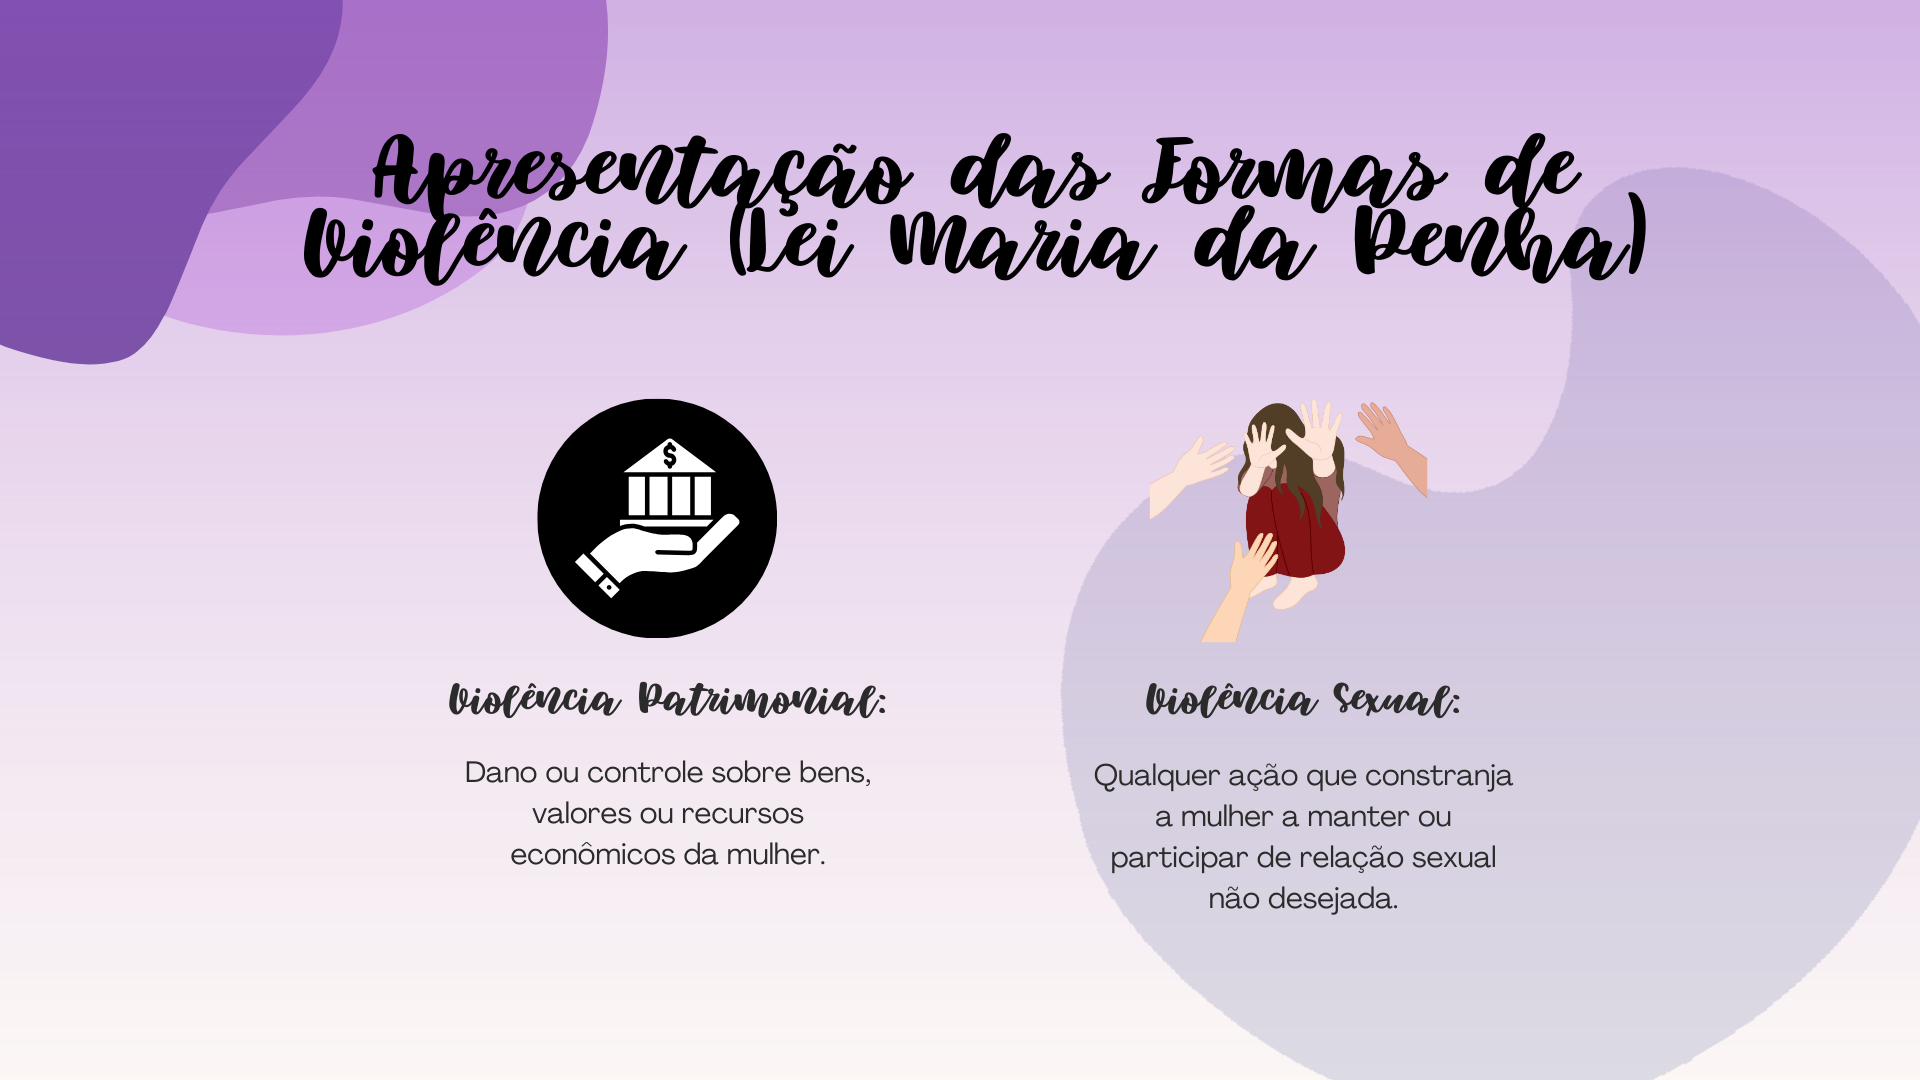 Apresentação das Formas de
Violência (Lei Maria da Penha)
$
Violência Patrimonial:
Dano ou controle sobre bens,
valores ou recursos
econômicos da mulher.
Violência Sexual:
Qualquer ação que constranja
a mulher a manter ou
participar de relação sexual
não desejada.